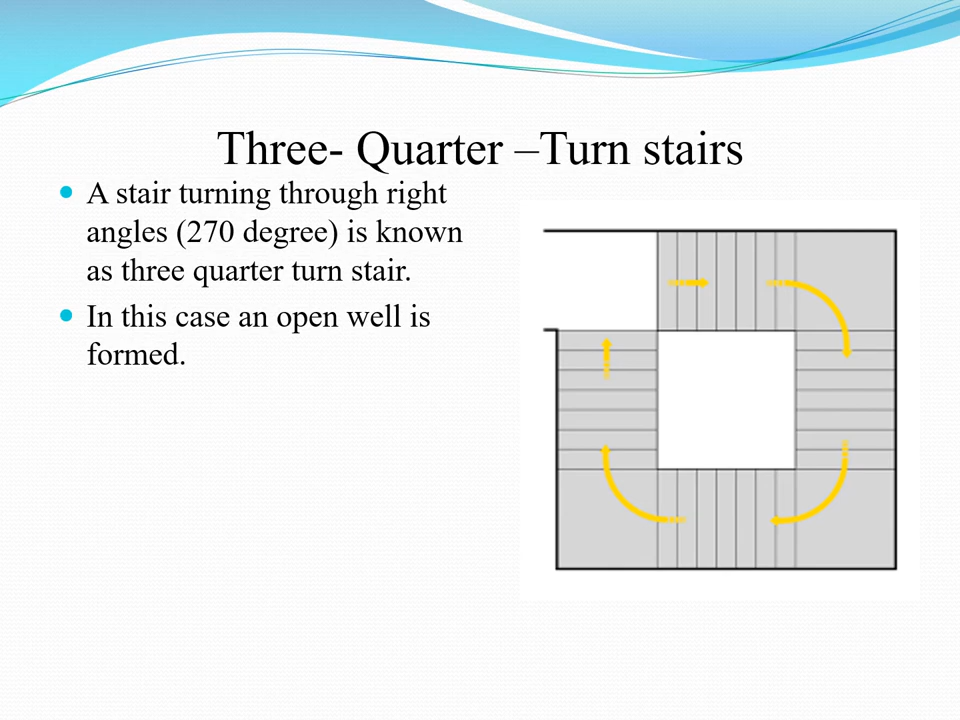 Three- Quarter –Turn stairs
A stair turning through right
angles (270 degree) is known
as three quarter turn stair.
In this case an open well is
formed.